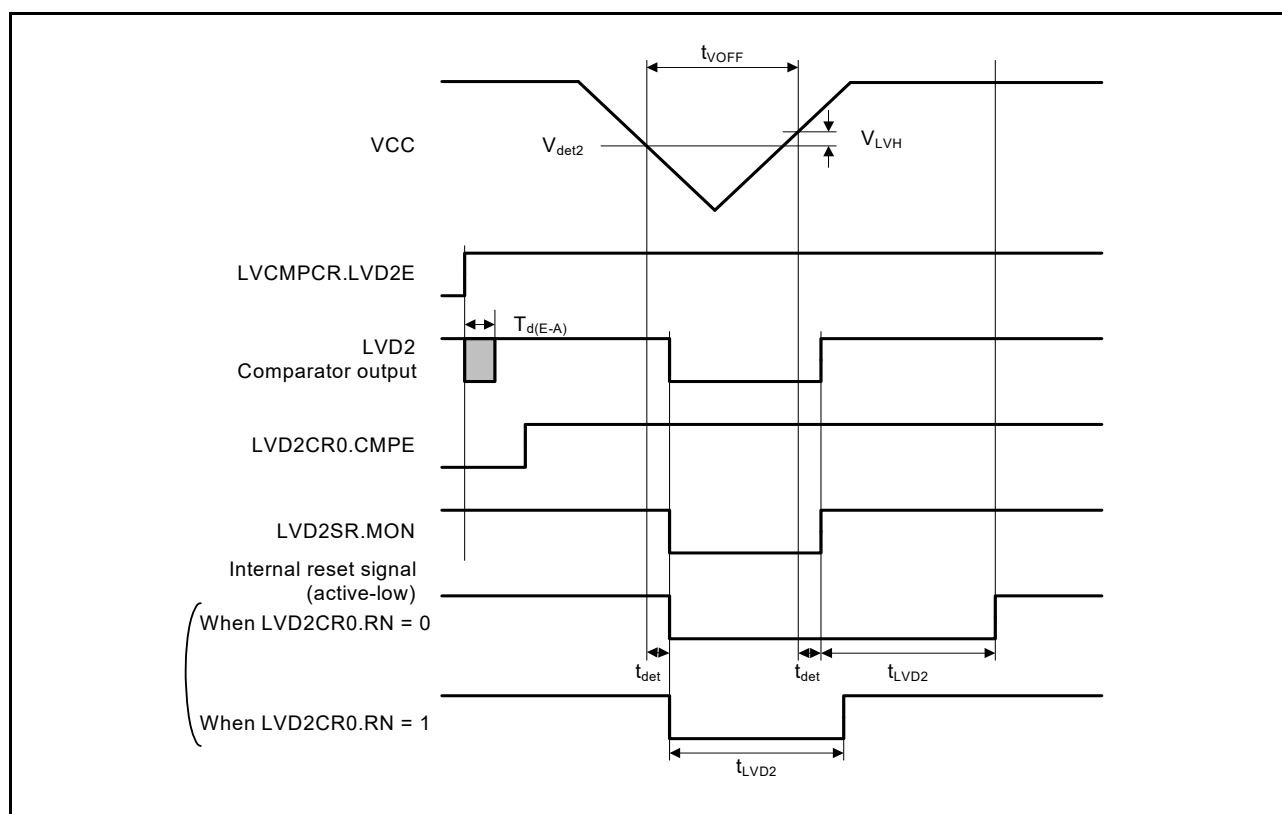 tVOFF
VCC
Vdet2
VLVH
LVCMPCR.LVD2E
Td(E-A)
LVD2
Comparator output
LVD2CR0.CMPE
LVD2SR.MON
Internal reset signal
(active-low)
When LVD2CR0.RN = 0
tdet
tdet
tLVD2
When LVD2CR0.RN = 1
tLVD2